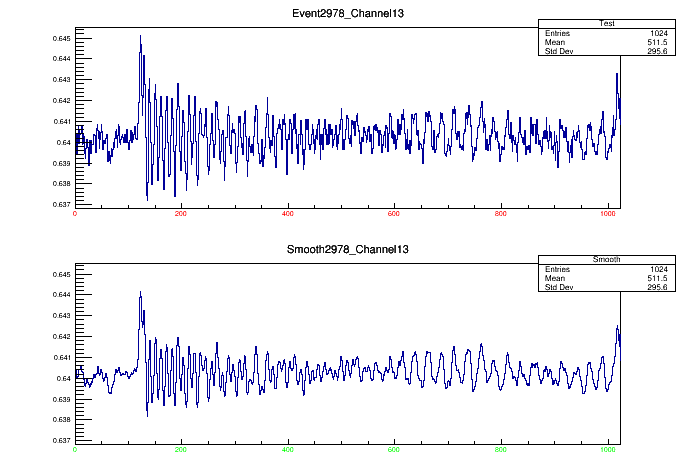 Event2978_Channel13
Test
Entries 1024
Mean 511.5
Std Dev 295.6
0.645
0.644
0.643
0.642
0.641
0.64
0.639
0.638
0.637
0 200 400 600 800 1000
Smooth2978_Channel13
Smooth
Entries 1024
Mean 511.5
Std Dev 295.6
0.645
0.644
0.643
0.642
0.641
0.64
0.639
0.638
0.637
0 200 400 600 800 1000